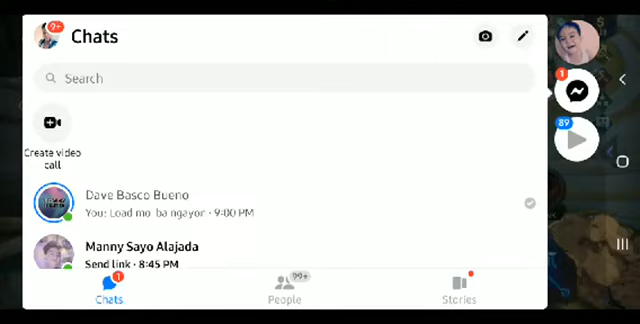 9+
Chats
Search
Create video
call
Dave Basco Bueno
You: Load mo ba ngayon · 9:00 PM
Manny Sayo Alajada
Send link · 8:45 PM
1
Chats
99+
People
Stories
1
89